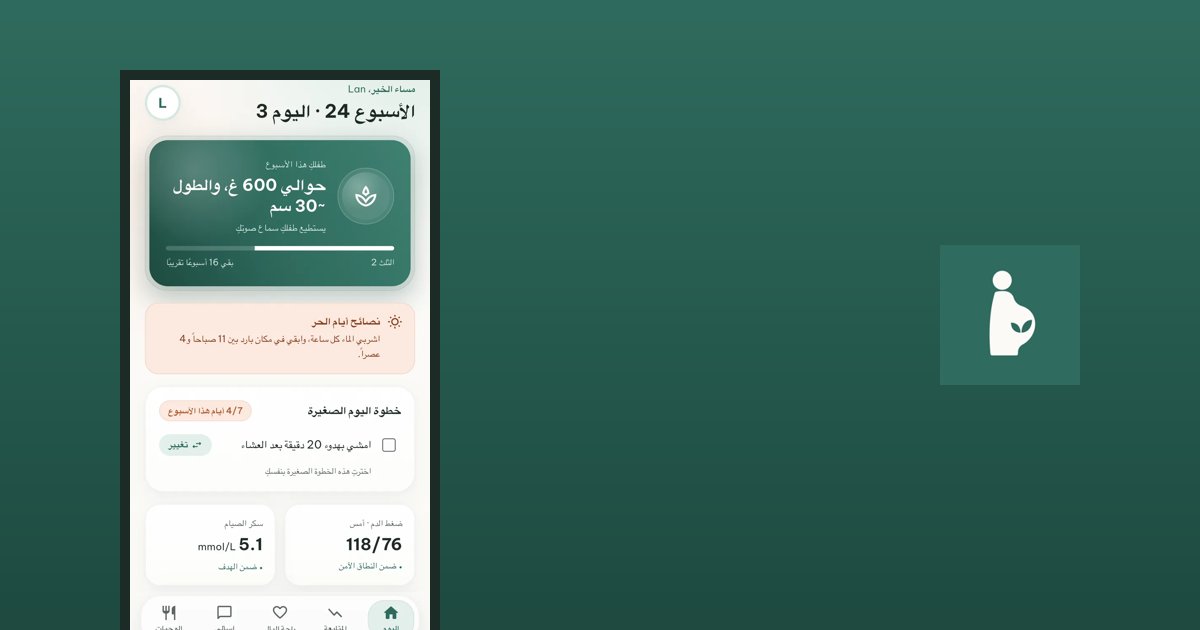 مساء الخير، Lan
L
الأسبوع 24 · اليوم 3
طفلكِ هذا الأسبوع
حوالي 600 غ، والطول
~30 سم
يستطيع طفلكِ سماع صوتكِ
الثلث 2
بقي 16 أسبوعًا تقريبًا
نصائح أيام الحر
اشربي الماء كل ساعة، وابقي في مكان بارد بين 11 صباحاً و4
عصراً.
خطوة اليوم الصغيرة
4/7 أيام هذا الأسبوع
امشي بهدوء 20 دقيقة بعد العشاء
تغيير
اخترتِ هذه الخطوة الصغيرة بنفسكِ
ضغط الدم · أمس
118/76
• ضمن النطاق الآمن
سكر الصيام
5.1 mmol/L
• ضمن الهدف